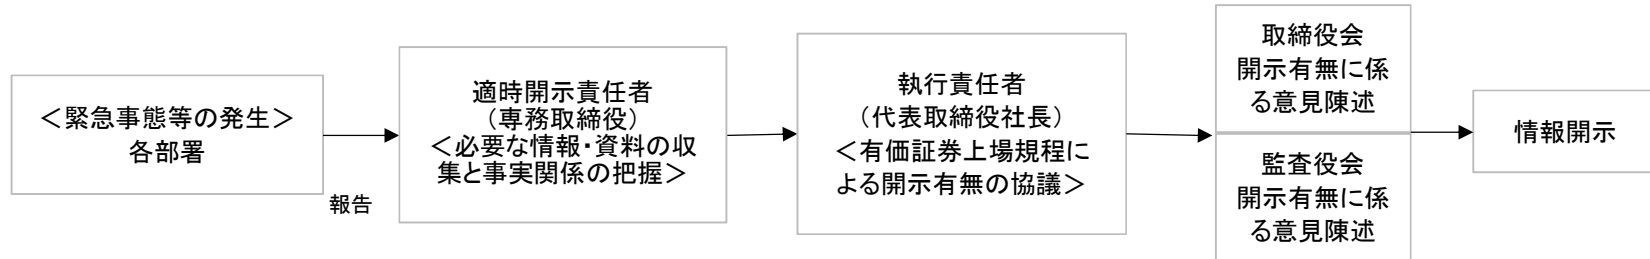 ＜緊急事態等の発生＞
各部署
報告
適時開示責任者
（専務取締役）
＜必要な情報・資料の収
集と事実関係の把握＞
執行責任者
（代表取締役社長）
＜有価証券上場規程に
よる開示有無の協議＞
取締役会
開示有無に係
る意見陳述
監査役会
開示有無に係
る意見陳述
情報開示